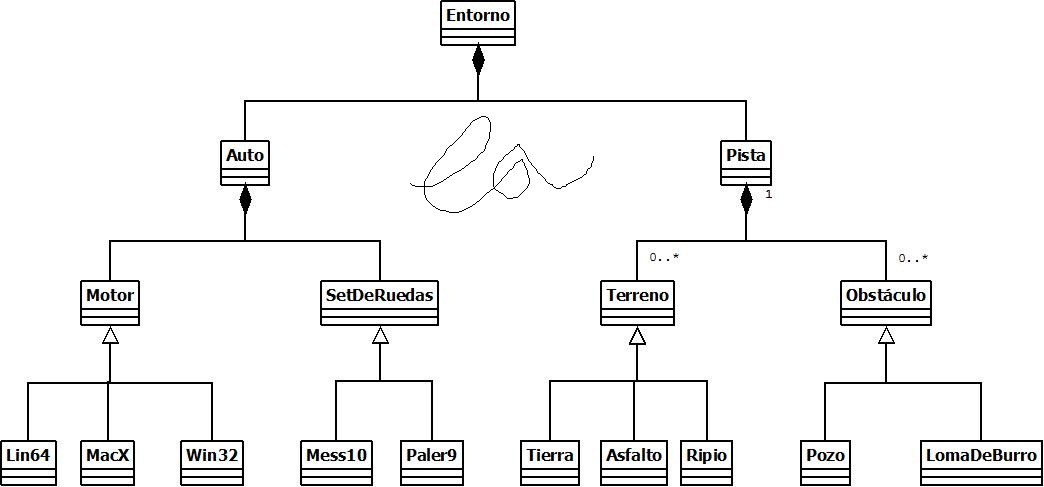 Entorno
Auto
La
Pista
1
0..*
0..*
Motor
SetDeRuedas
Terreno
Obstáculo
Lin64
MacX
Win32
Mess10
Paler9
Tierra
Asfalto
Ripio
Pozo
LomaDeBurro